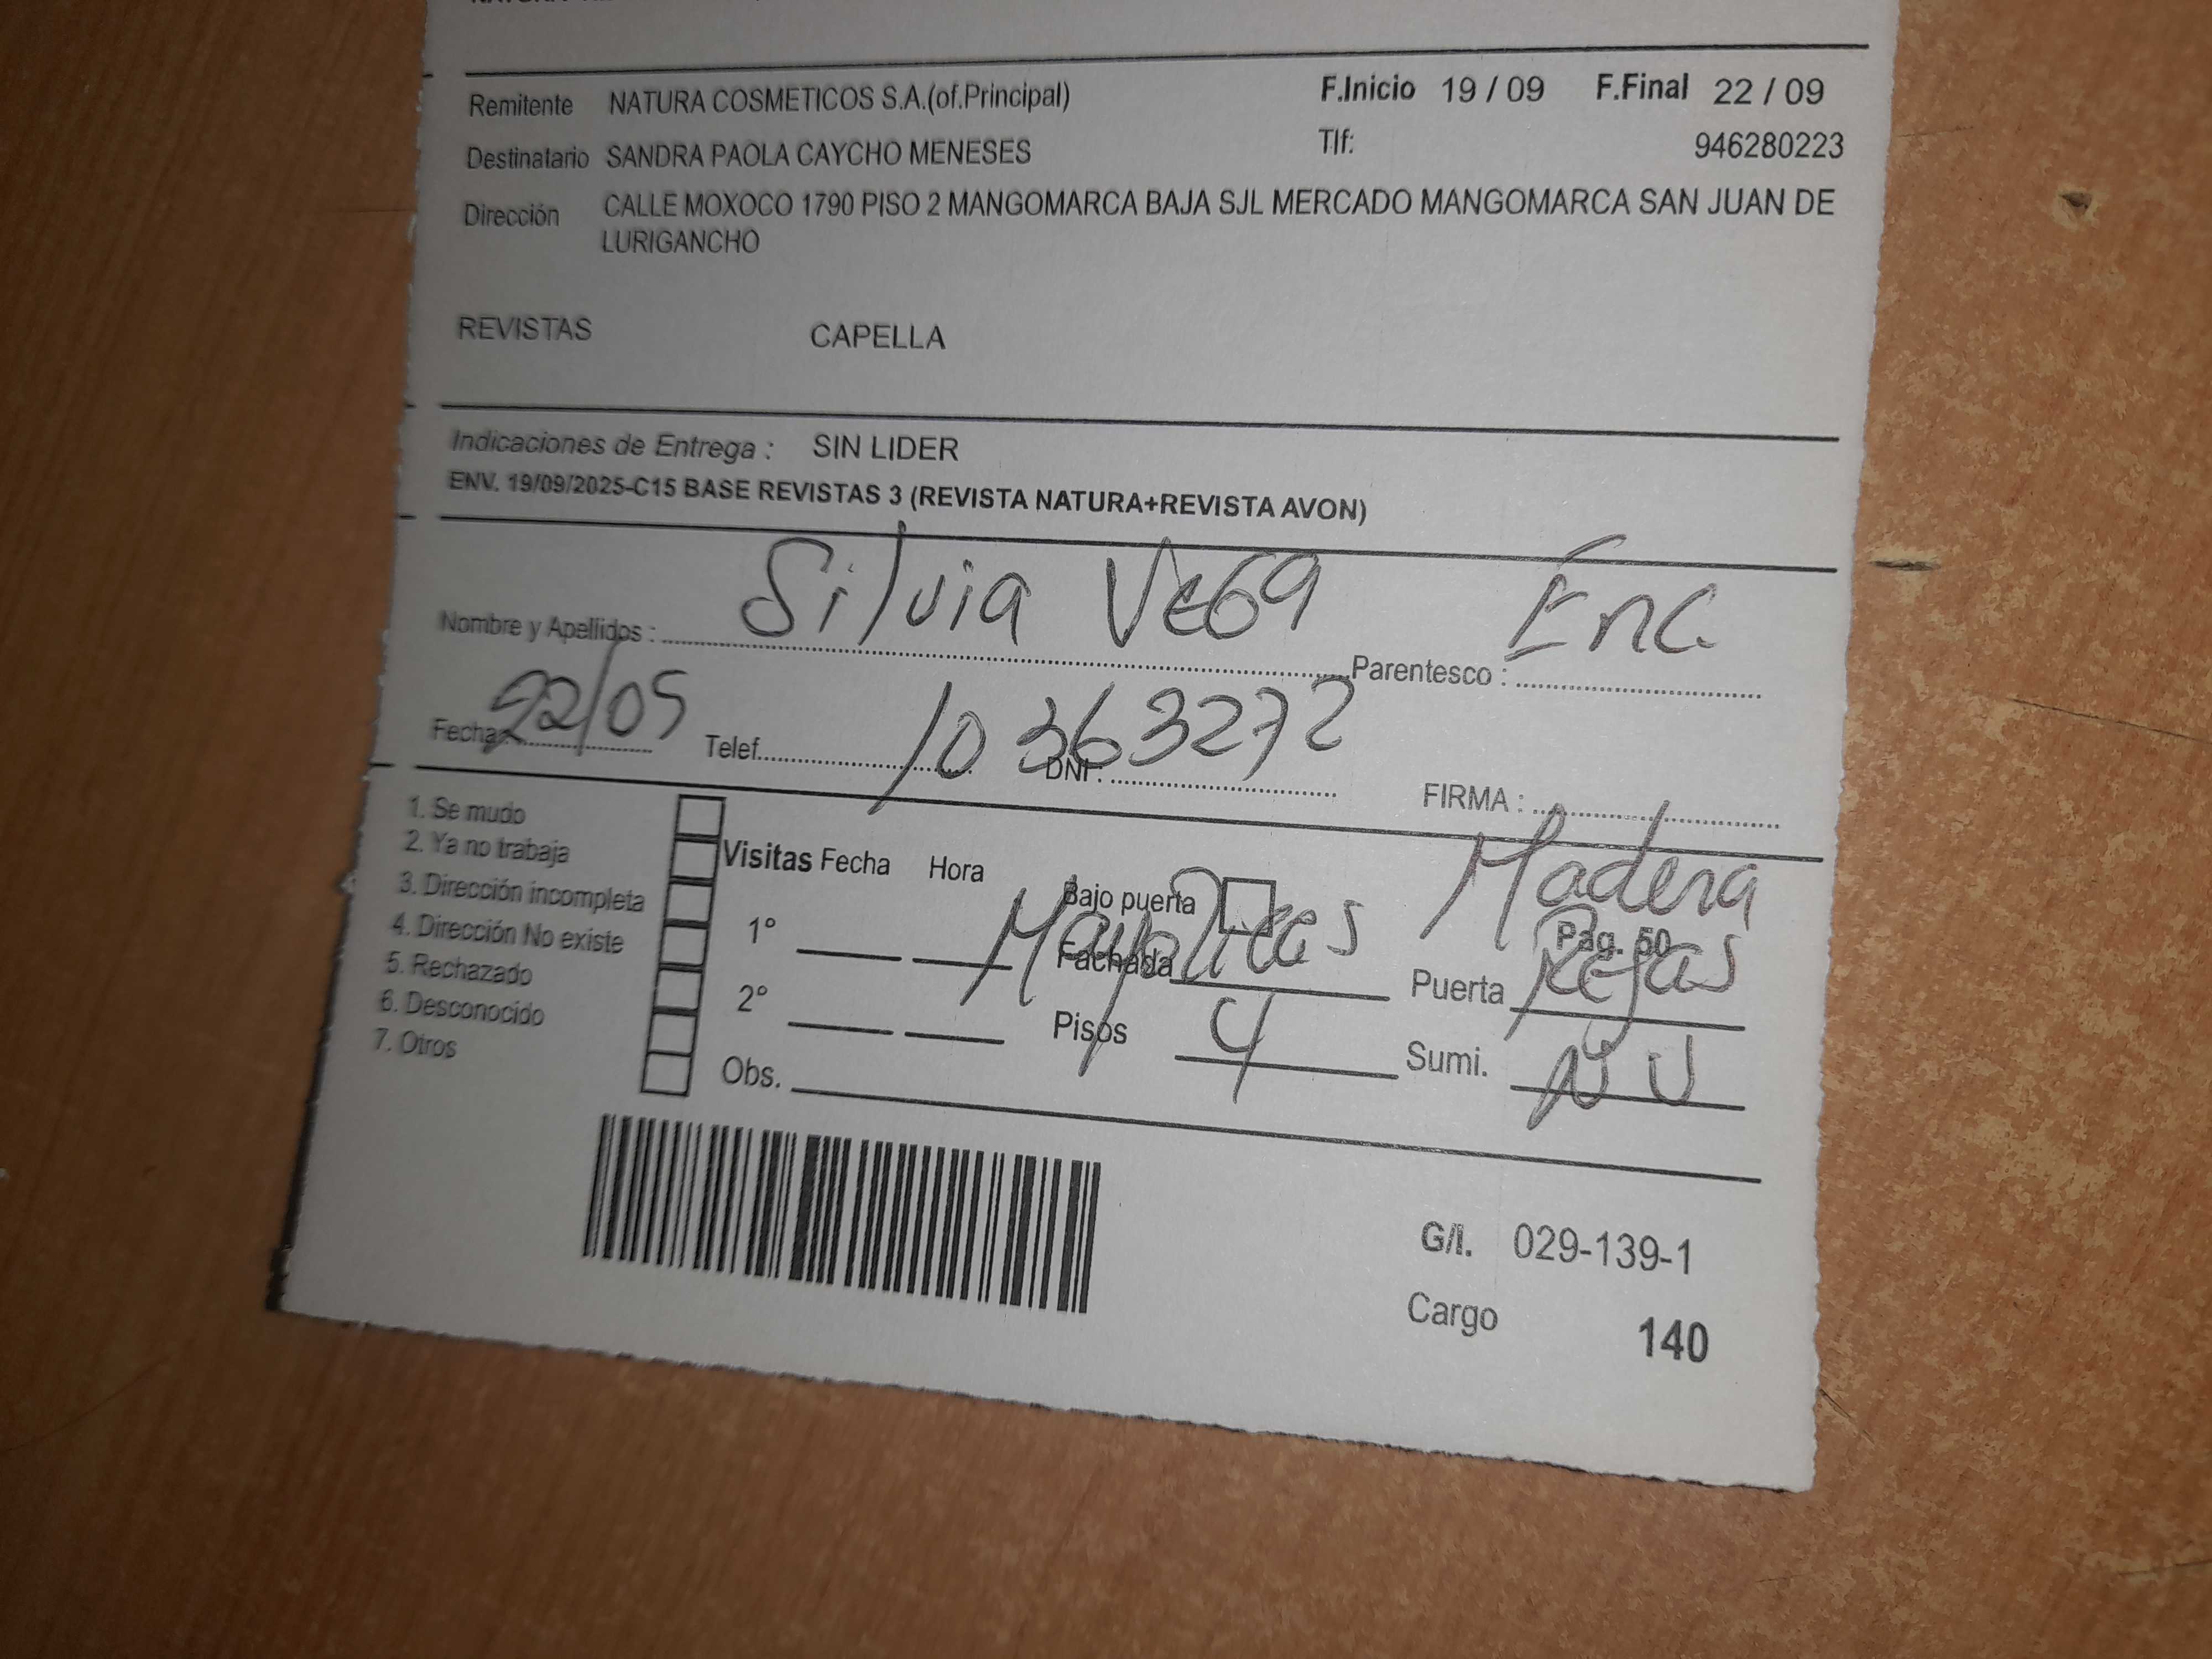 Remitente NATURA COSMETICOS S.A.(of.Principal) F.Inicio 19 / 09 F.Final 22 / 09
Destinatario SANDRA PAOLA CAYCHO MENESES Tlf: 946280223
Dirección CALLE MOXOCO 1790 PISO 2 MANGOMARCA BAJA SJL MERCADO MANGOMARCA SAN JUAN DE
LURIGANCHO
REVISTAS CAPELLA
Indicaciones de Entrega : SIN LIDER
ENV. 19/09/2025-C15 BASE REVISTAS 3 (REVISTA NATURA+REVISTA AVON)
Nombre y Apellidos : Silvia Vega Parentesco : Enc.
Fecha: 22/09 Telef. DNI : 10363272 FIRMA :
1. Se mudo
2. Ya no trabaja
3. Dirección incompleta
4. Dirección No existe
5. Rechazado
6. Desconocido
7. Otros
Visitas Fecha Hora
1°
2°
Obs.
Bajo puerta
Pag. 50
Fachada Mayolicas Puerta Madera Rejas
Pisos 4 Sumi.
G/I. 029-139-1
Cargo 140